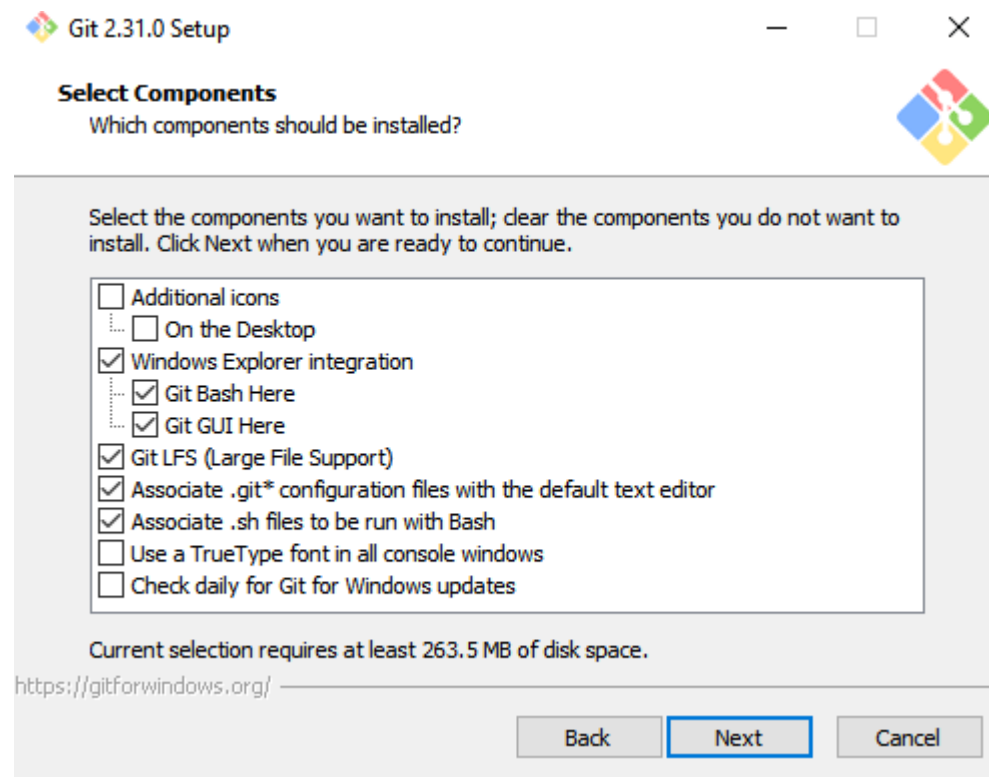 Git 2.31.0 Setup
Select Components
Which components should be installed?
Select the components you want to install; clear the components you do not want to
install. Click Next when you are ready to continue.
Additional icons
On the Desktop
Windows Explorer integration
Git Bash Here
Git GUI Here
Git LFS (Large File Support)
Associate .git* configuration files with the default text editor
Associate .sh files to be run with Bash
Use a TrueType font in all console windows
Check daily for Git for Windows updates
Current selection requires at least 263.5 MB of disk space.
https://gitforwindows.org/
Back Next Cancel